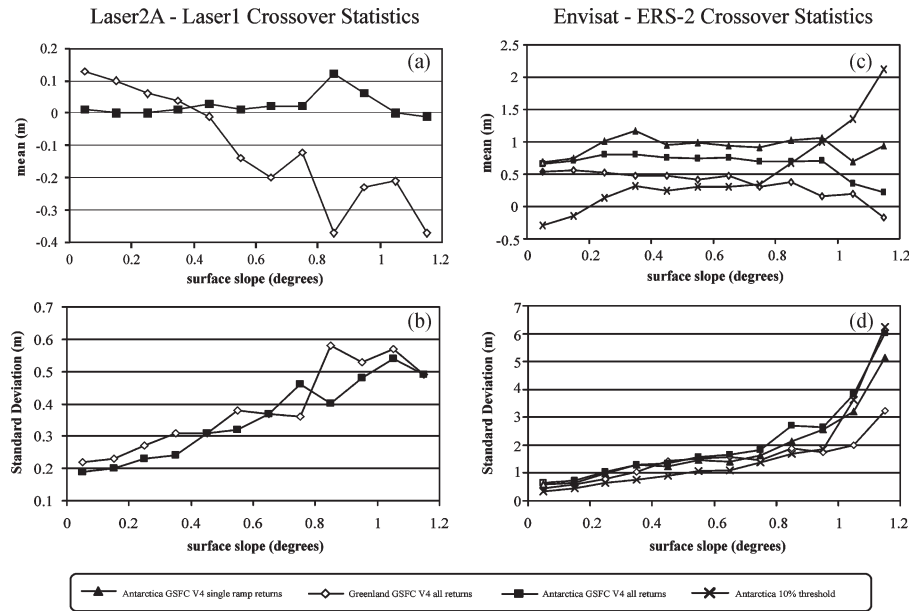 Laser2A - Laser1 Crossover Statistics
Envisat - ERS-2 Crossover Statistics
(a)
mean (m)
0.2
0.1
0
-0.1
-0.2
-0.3
-0.4
0 0.2 0.4 0.6 0.8 1 1.2
surface slope (degrees)
(c)
mean (m)
2.5
2
1.5
1
0.5
0
-0.5
0 0.2 0.4 0.6 0.8 1 1.2
surface slope (degrees)
(b)
Standard Deviation (m)
0.7
0.6
0.5
0.4
0.3
0.2
0.1
0 0.2 0.4 0.6 0.8 1 1.2
surface slope (degrees)
(d)
Standard Deviation (m)
7
6
5
4
3
2
1
0
0 0.2 0.4 0.6 0.8 1 1.2
surface slope (degrees)
Antarctica GSFC V4 single ramp returns
Greenland GSFC V4 all returns
Antarctica GSFC V4 all returns
Antarctica 10% threshold